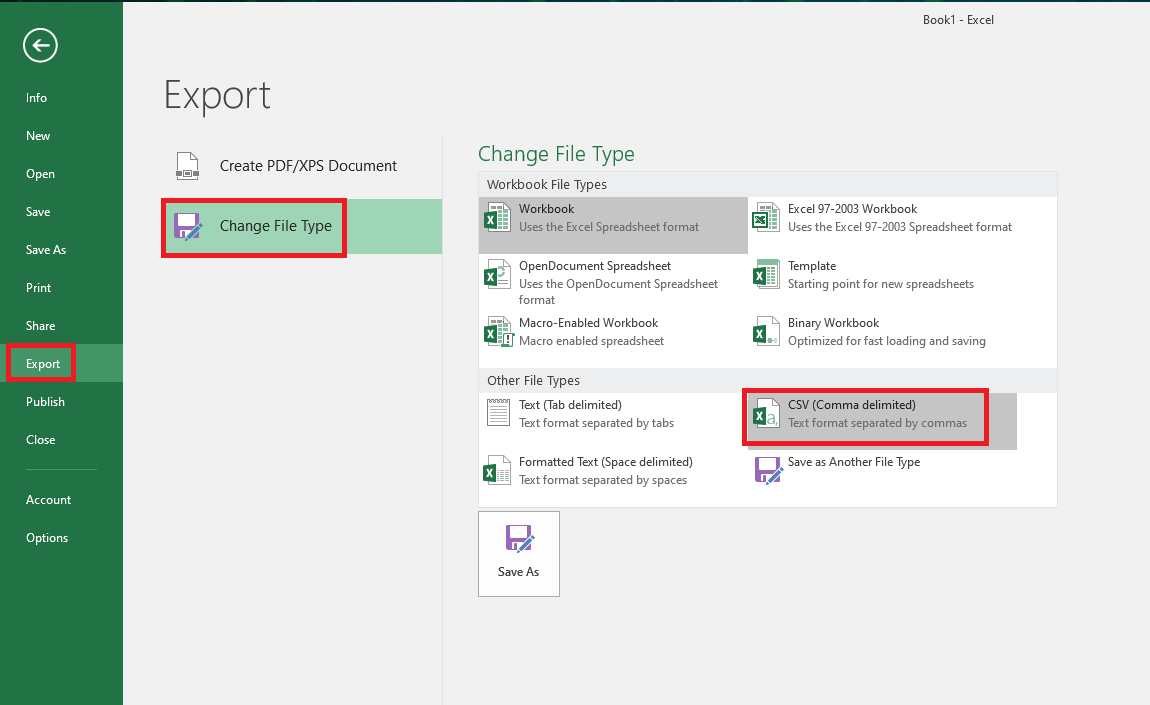 Book1 - Excel
Info
New
Open
Save
Save As
Print
Share
Export
Publish
Close
Account
Options
Export
Create PDF/XPS Document
Change File Type
Change File Type
Workbook File Types
Workbook
Uses the Excel Spreadsheet format
Excel 97-2003 Workbook
Uses the Excel 97-2003 Spreadsheet format
OpenDocument Spreadsheet
Uses the OpenDocument Spreadsheet
format
Template
Starting point for new spreadsheets
Macro-Enabled Workbook
Macro enabled spreadsheet
Binary Workbook
Optimized for fast loading and saving
Other File Types
Text (Tab delimited)
Text format separated by tabs
CSV (Comma delimited)
Text format separated by commas
Formatted Text (Space delimited)
Text format separated by spaces
Save as Another File Type
Save As